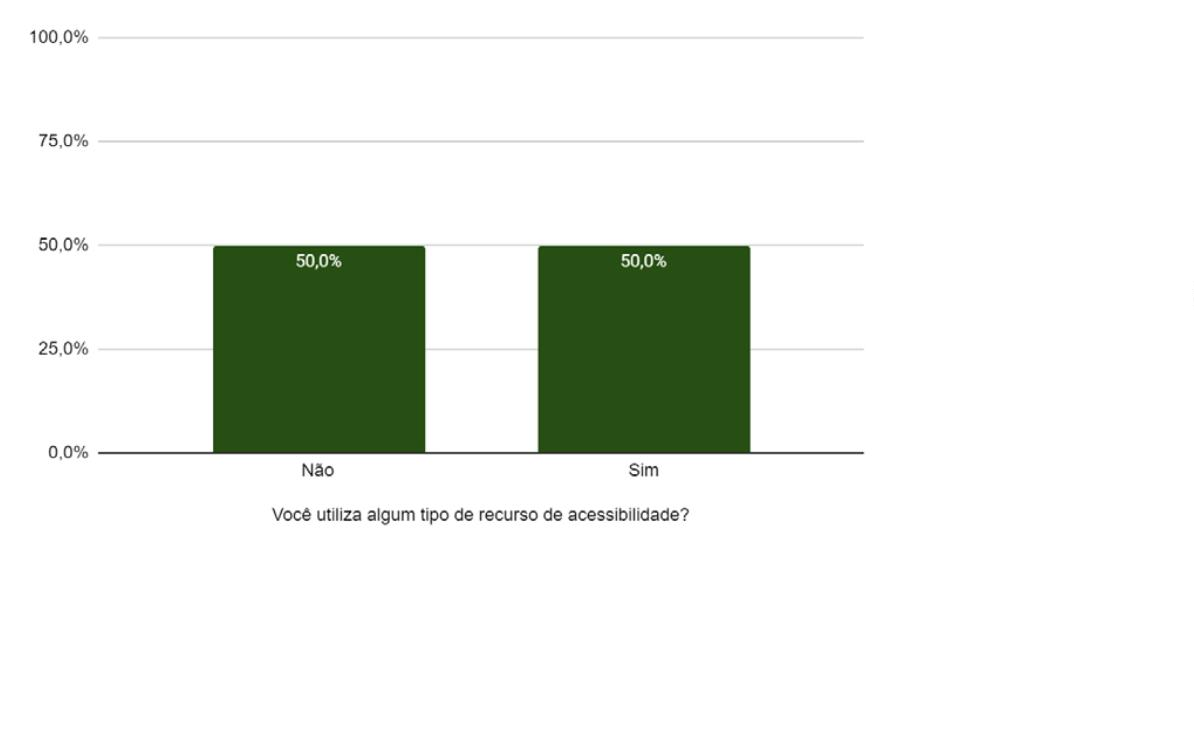 100,0%
75,0%
50,0%
50,0%
50,0%
25,0%
0,0%
Não
Sim
Você utiliza algum tipo de recurso de acessibilidade?